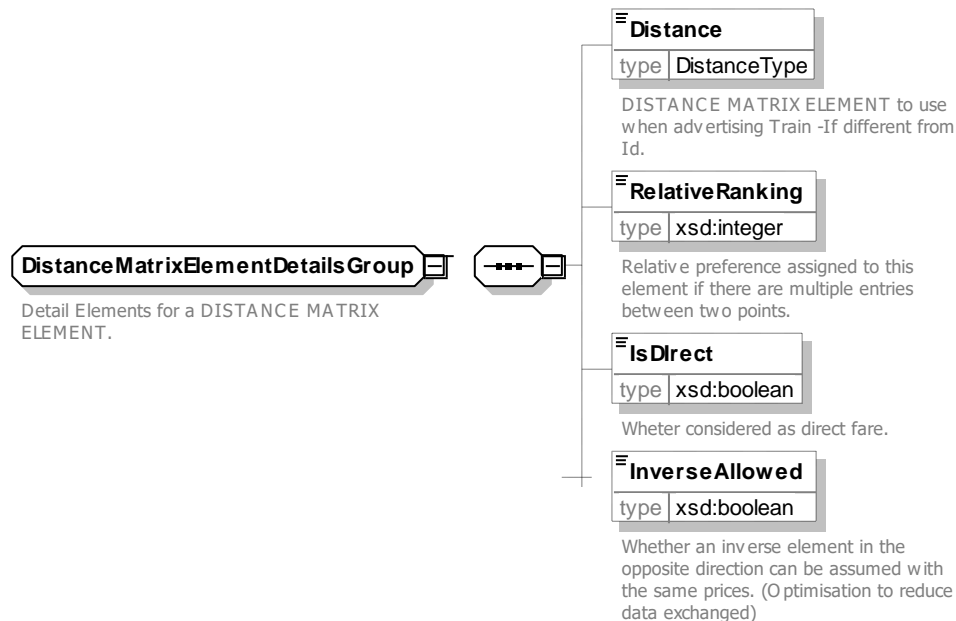 Distance
type DistanceType
DISTANCE MATRIX ELEMENT to use
when advertising Train -If different from
Id.
RelativeRanking
type xsd:integer
Relative preference assigned to this
element if there are multiple entries
between two points.
DistanceMatrixElementDetailsGroup
Detail Elements for a DISTANCE MATRIX
ELEMENT.
IsDIrect
type xsd:boolean
Wheter considered as direct fare.
InverseAllowed
type xsd:boolean
Whether an inverse element in the
opposite direction can be assumed with
the same prices. (Optimisation to reduce
data exchanged)